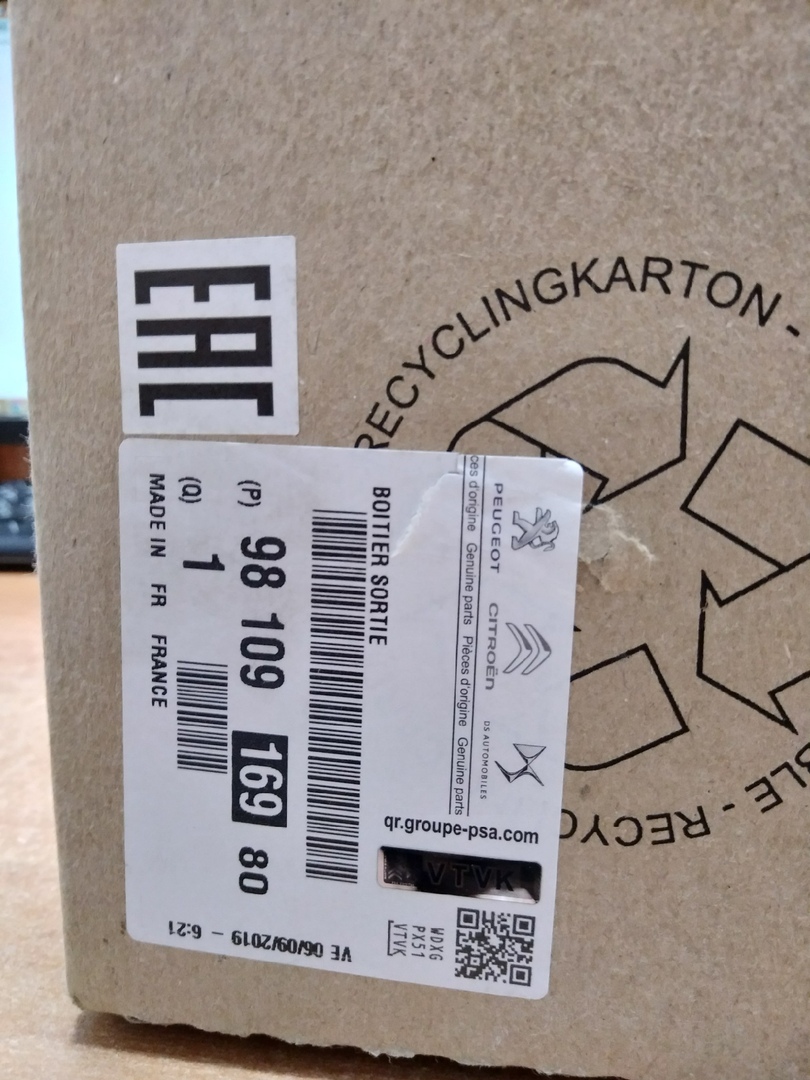 EAC
PEUGEOT
CITROËN
DS AUTOMOBILES
ces d'origine Genuine parts Pièces d'origine Genuine parts
qr.groupe-psa.com
VTVK
BOITIER SORTIE
WDXG
PX51
VTVK
(P) 98 109 169 80
(Q) 1
MADE IN FR FRANCE
VE 06/09/2019 - 6:21
RECYCLINGKARTON -
BLE - RECYC